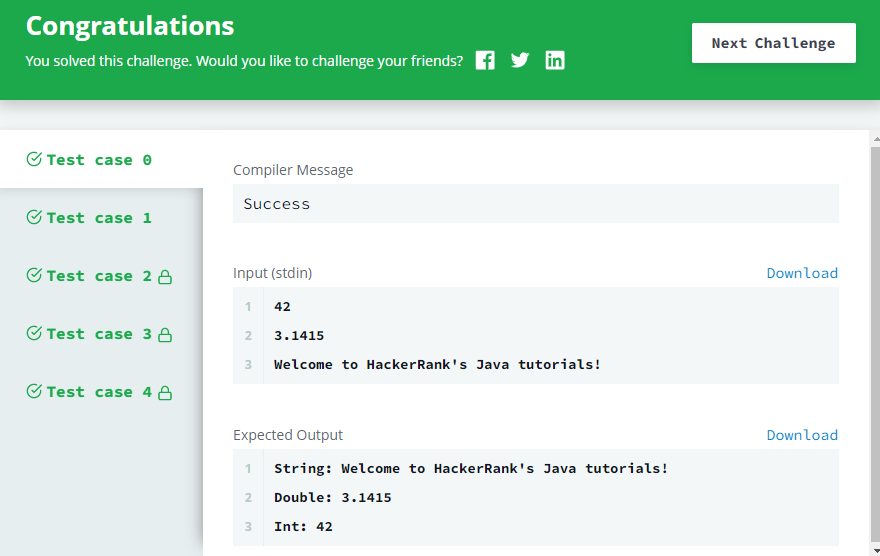 Congratulations
You solved this challenge. Would you like to challenge your friends?
Next Challenge
Test case 0
Test case 1
Test case 2
Test case 3
Test case 4
Compiler Message
Success
Input (stdin)
Download
1 42
2 3.1415
3 Welcome to HackerRank's Java tutorials!
Expected Output
Download
1 String: Welcome to HackerRank's Java tutorials!
2 Double: 3.1415
3 Int: 42